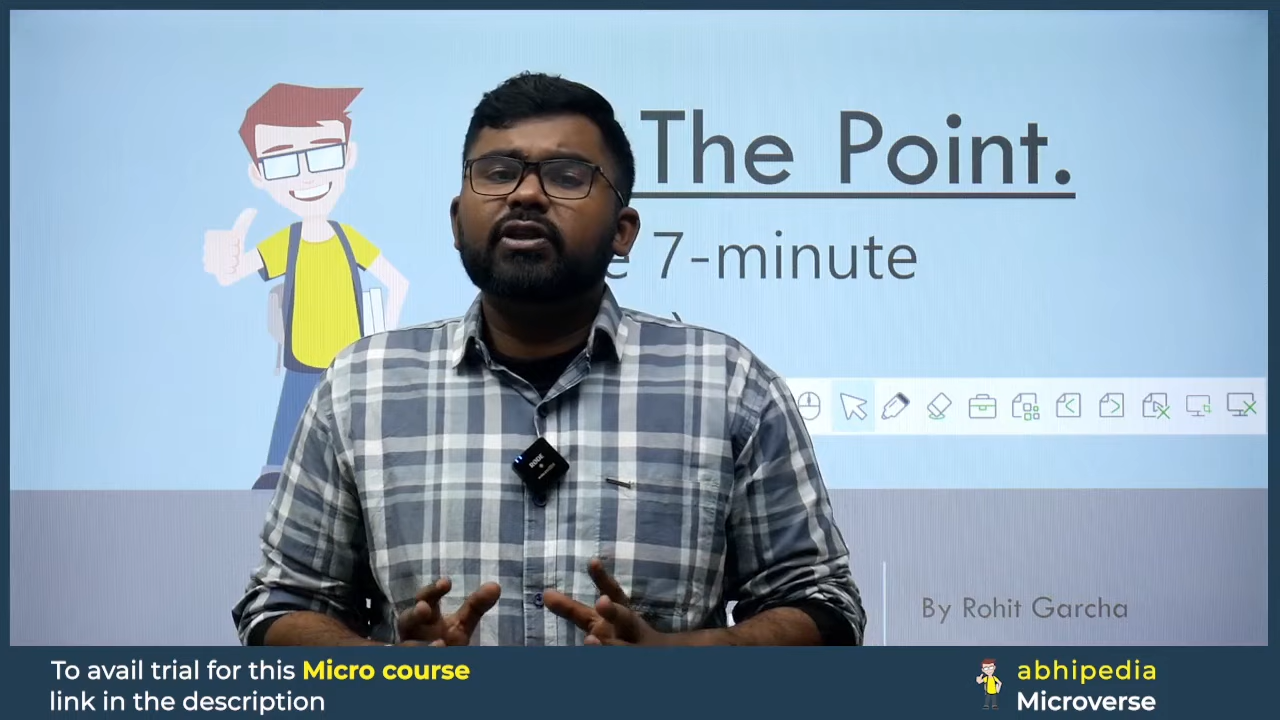 The Point.
7-minute
RODE
By Rohit Garcha
To avail trial for this Micro course
link in the description
abhipedia
Microverse